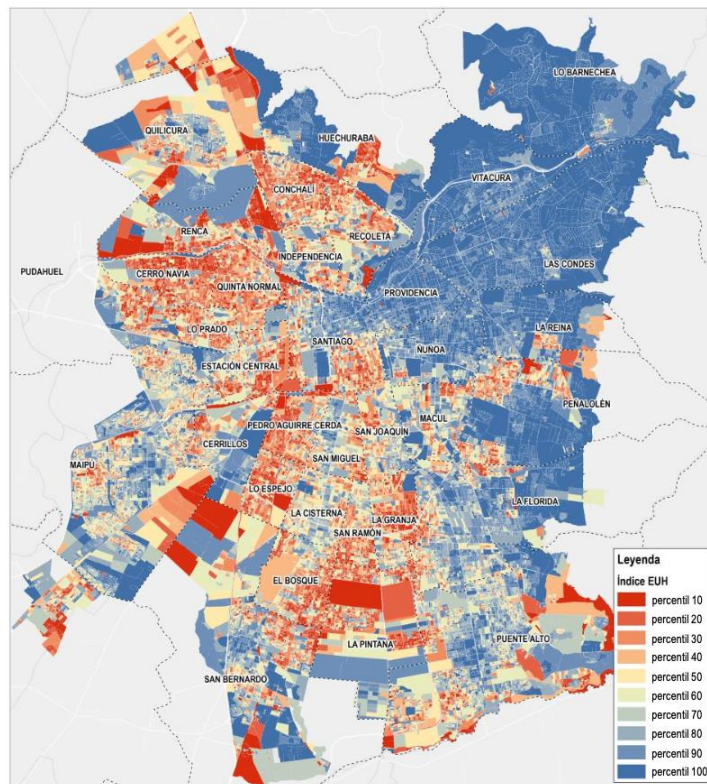 LO BARNECHEA
QUILICURA
HUECHURABA
VITACURA
CONCHALÍ
RENCA
RECOLETA
INDEPENDENCIA
LAS CONDES
PUDAHUEL
CERRO NAVIA
QUINTA NORMAL
PROVIDENCIA
LO PRADO
SANTIAGO
ÑUÑOA
LA REINA
ESTACIÓN CENTRAL
PEÑALOLÉN
PEDRO AGUIRRE CERDA
MACUL
SAN JOAQUÍN
CERRILLOS
SAN MIGUEL
MAIPÚ
LO ESPEJO
LA FLORIDA
LA CISTERNA
LA GRANJA
SAN RAMÓN
EL BOSQUE
PUENTE ALTO
LA PINTANA
SAN BERNARDO
Leyenda
Índice EUH
percentil 10
percentil 20
percentil 30
percentil 40
percentil 50
percentil 60
percentil 70
percentil 80
percentil 90
percentil 100